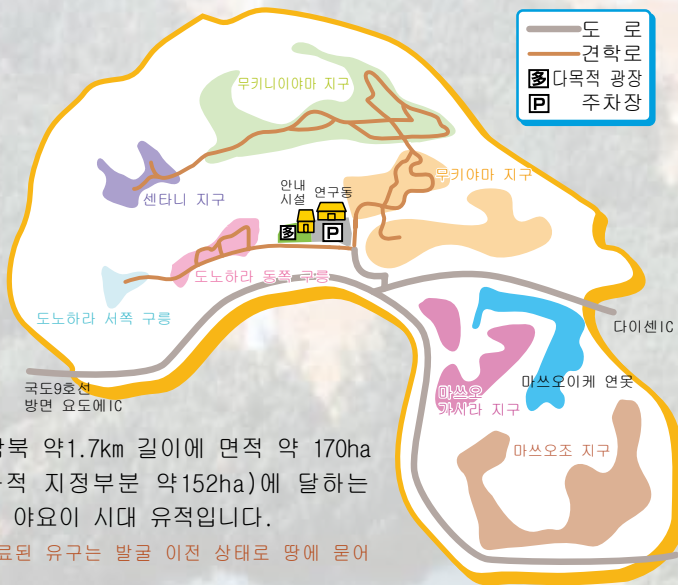 도 로
견학로
多 다목적 광장
P 주차장
무키니이야마 지구
센타니 지구
안내
시설
연구동
多
P
무키야마 지구
도노하라 동쪽 구릉
도노하라 서쪽 구릉
다이센IC
국도9호선
방면 요도에IC
마쓰오
가시라 지구
마쓰오이케 연못
마쓰오조 지구
약1.7km 길이에 면적 약 170ha
지정부분 약152ha)에 달하는
야요이 시대 유적입니다.
유구는 발굴 이전 상태로 땅에 묻어